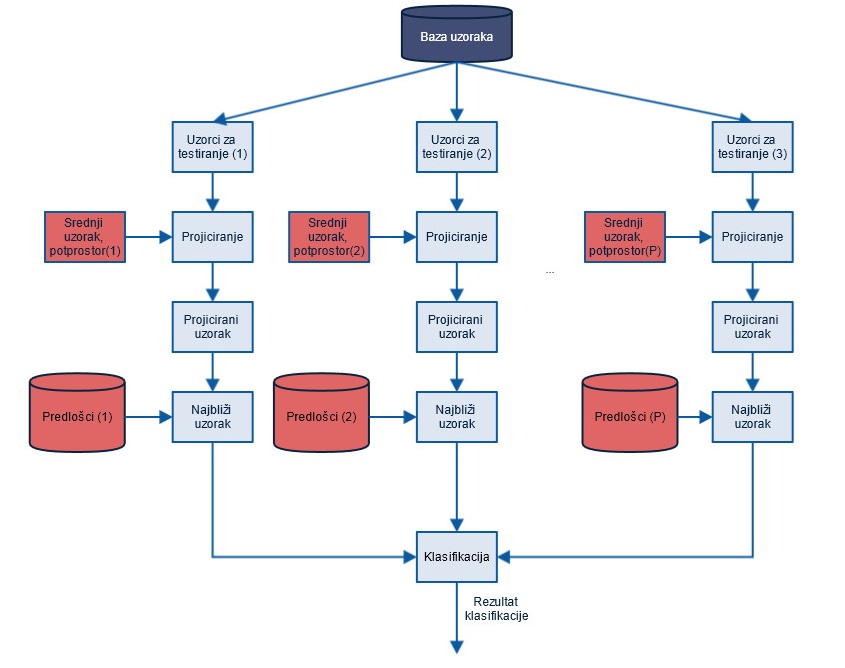 Baza uzoraka
Uzorci za
testiranje (1)
Uzorci za
testiranje (2)
Uzorci za
testiranje (3)
Srednji
uzorak,
potprostor(1)
Projiciranje
Srednji
uzorak,
potprostor(2)
Projiciranje
...
Srednji
uzorak,
potprostor(P)
Projiciranje
Projicirani
uzorak
Projicirani
uzorak
Projicirani
uzorak
Predlošci (1)
Najbliži
uzorak
Predlošci (2)
Najbliži
uzorak
Predlošci (P)
Najbliži
uzorak
Klasifikacija
Rezultat
klasifikacije